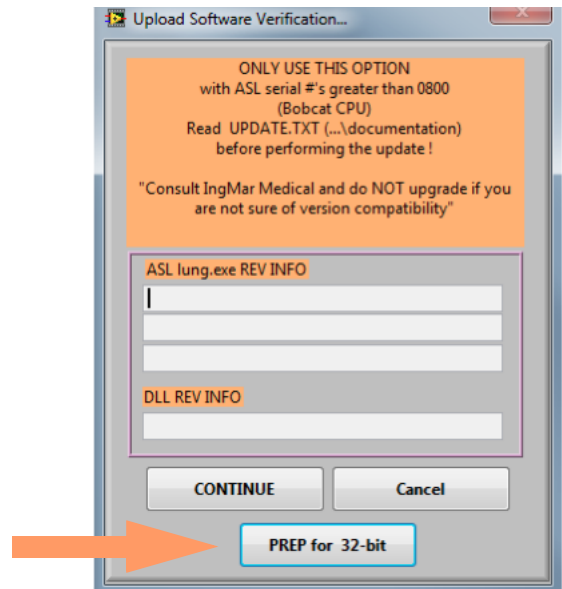 Upload Software Verification...
ONLY USE THIS OPTION
with ASL serial #'s greater than 0800
(Bobcat CPU)
Read UPDATE.TXT (...\documentation)
before performing the update !
"Consult IngMar Medical and do NOT upgrade if you
are not sure of version compatibility"
ASL lung.exe REV INFO
DLL REV INFO
CONTINUE
Cancel
PREP for 32-bit